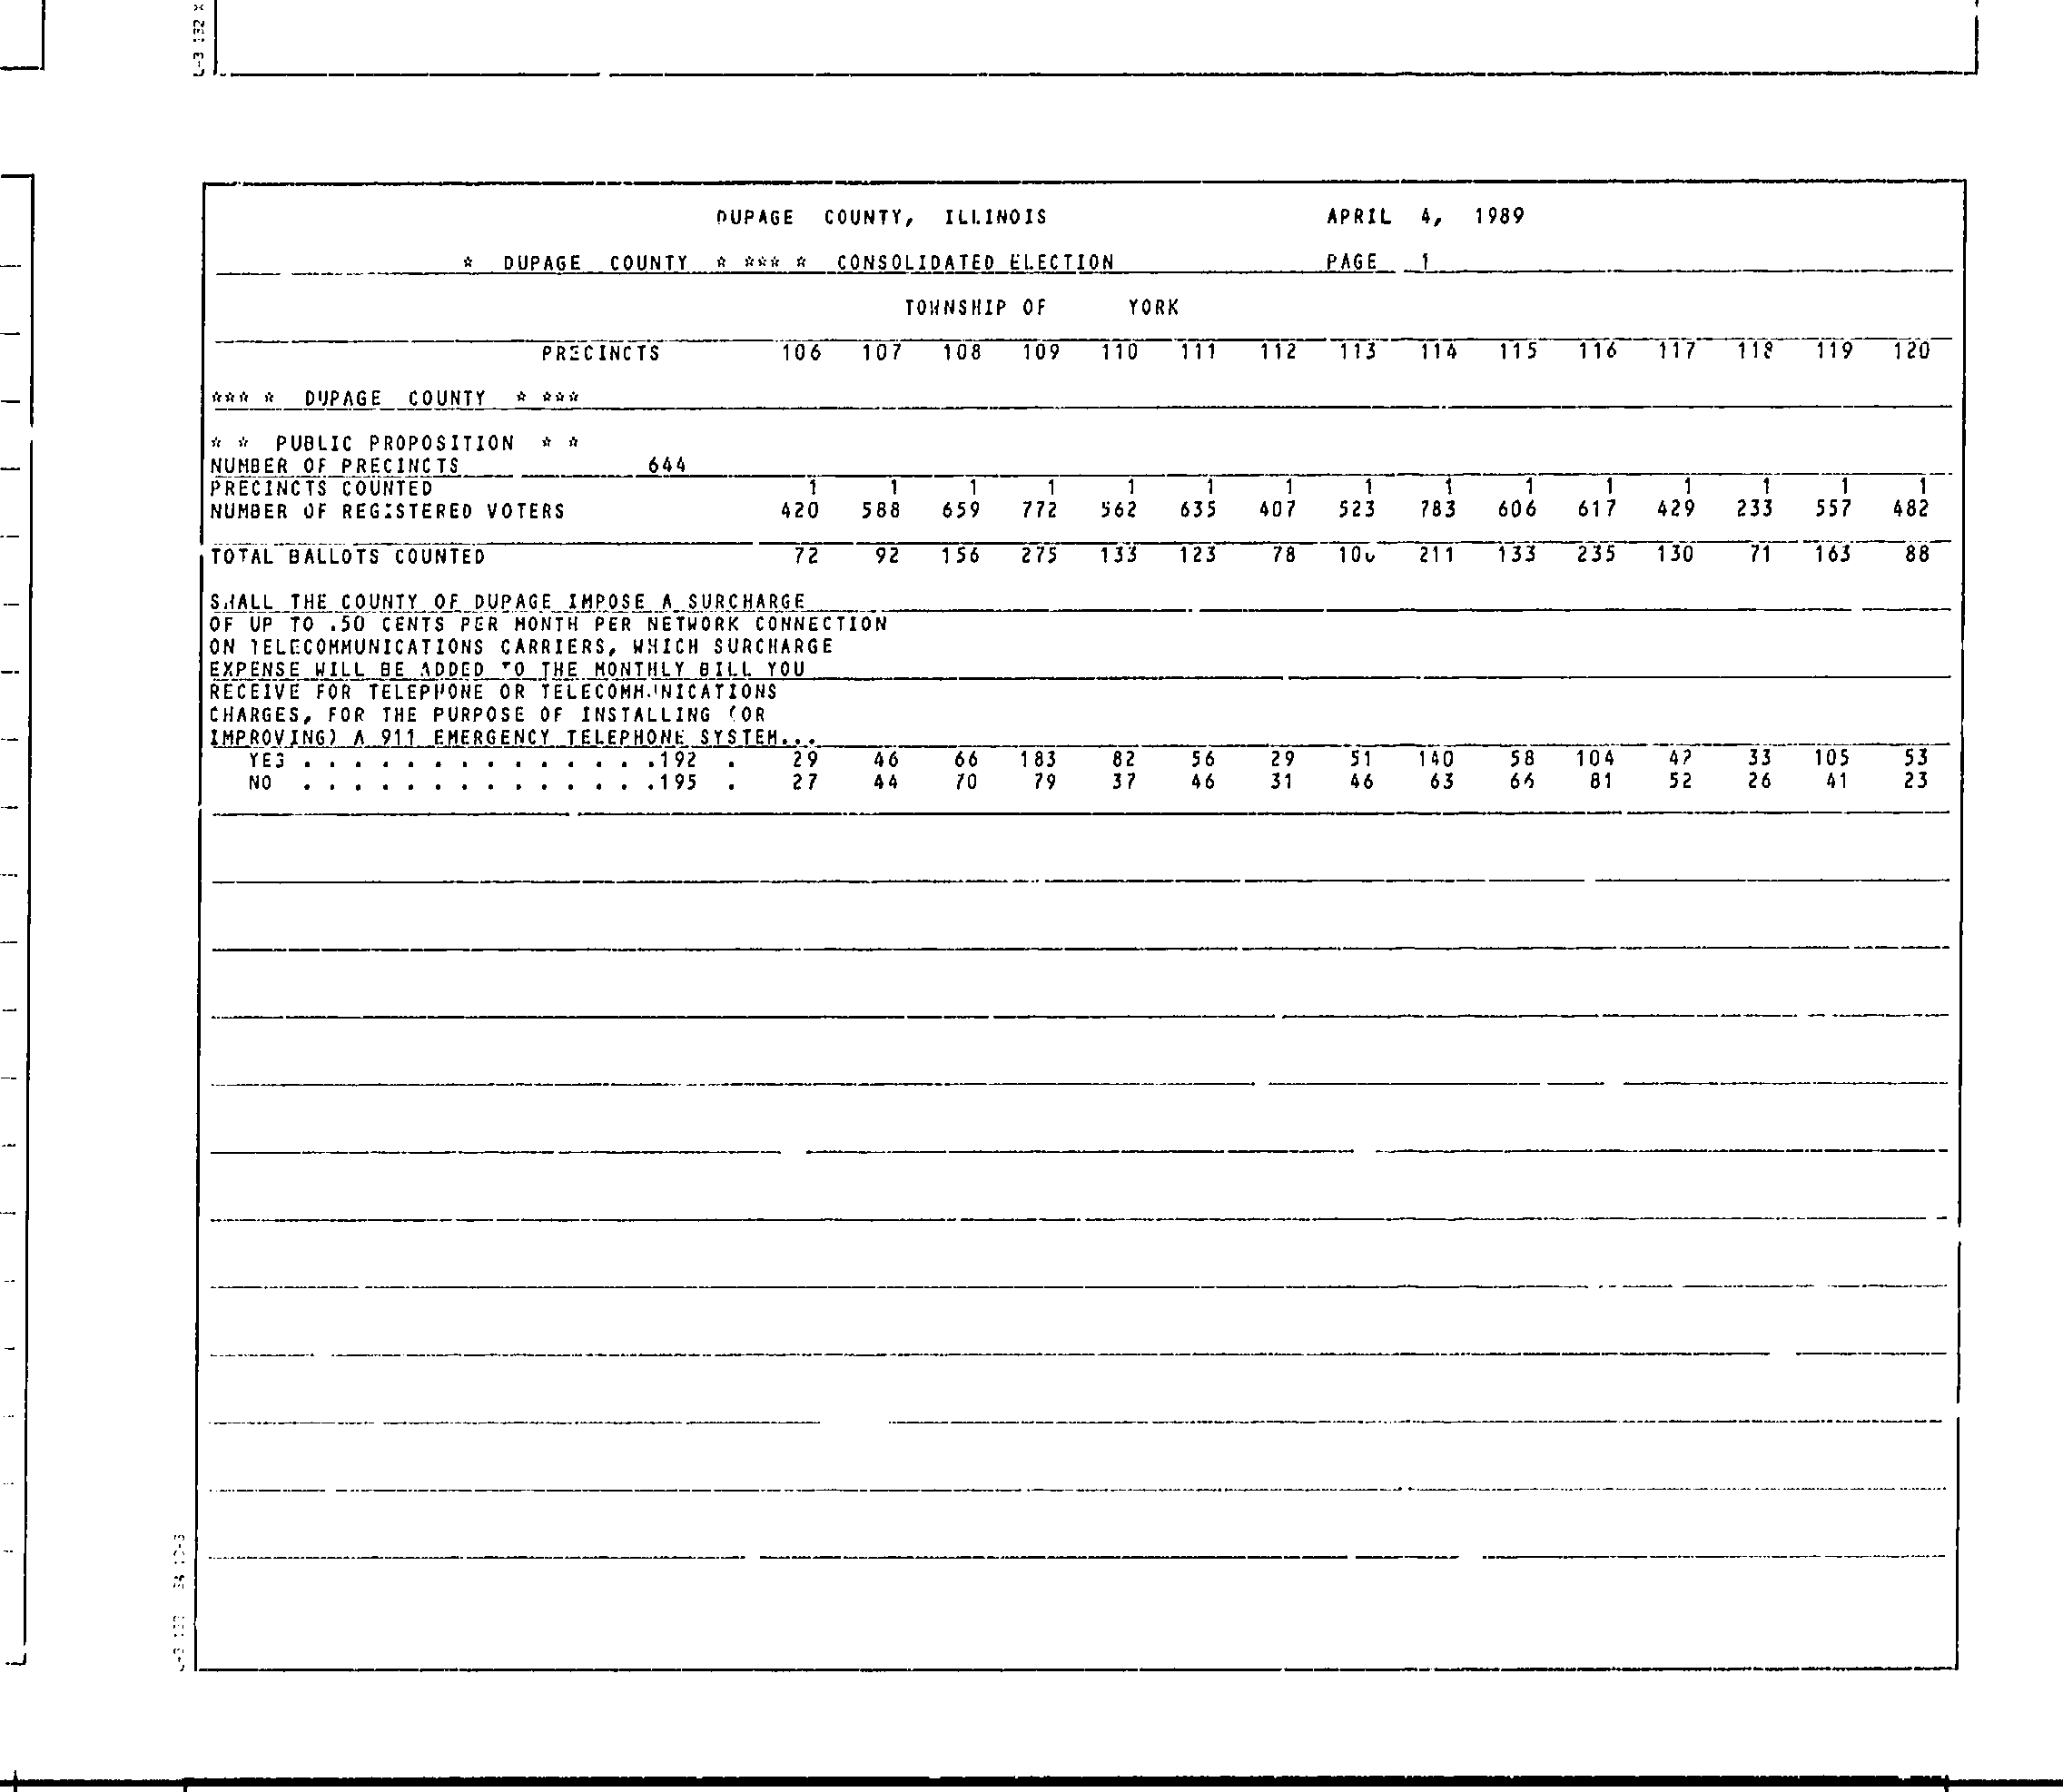 DUPAGE COUNTY, ILLINOIS APRIL 4, 1989
* DUPAGE COUNTY * *** * CONSOLIDATED ELECTION PAGE 1
TOWNSHIP OF YORK
PRECINCTS 106 107 108 109 110 111 112 113 114 115 116 117 118 119 120
*** * DUPAGE COUNTY * ***
* * PUBLIC PROPOSITION * *
NUMBER OF PRECINCTS 644
PRECINCTS COUNTED 1 1 1 1 1 1 1 1 1 1 1 1 1 1 1
NUMBER OF REGISTERED VOTERS 420 588 659 772 562 635 407 523 783 606 617 429 233 557 482
TOTAL BALLOTS COUNTED 72 92 156 275 133 123 78 211 133 235 130 71 163 88
SHALL THE COUNTY OF DUPAGE IMPOSE A SURCHARGE
OF UP TO .50 CENTS PER MONTH PER NETWORK CONNECTION
ON TELECOMMUNICATIONS CARRIERS, WHICH SURCHARGE
EXPENSE WILL BE ADDED TO THE MONTHLY BILL YOU
RECEIVE FOR TELEPHONE OR TELECOMMUNICATIONS
CHARGES, FOR THE PURPOSE OF INSTALLING (OR
IMPROVING) A 911 EMERGENCY TELEPHONE SYSTEM...
YES . . . . . . . . . . . . . .192 . 29 46 66 183 82 56 29 51 140 58 104 33 105 53
NO . . . . . . . . . . . . . .195 . 27 44 70 79 37 46 31 46 63 81 52 26 41 23